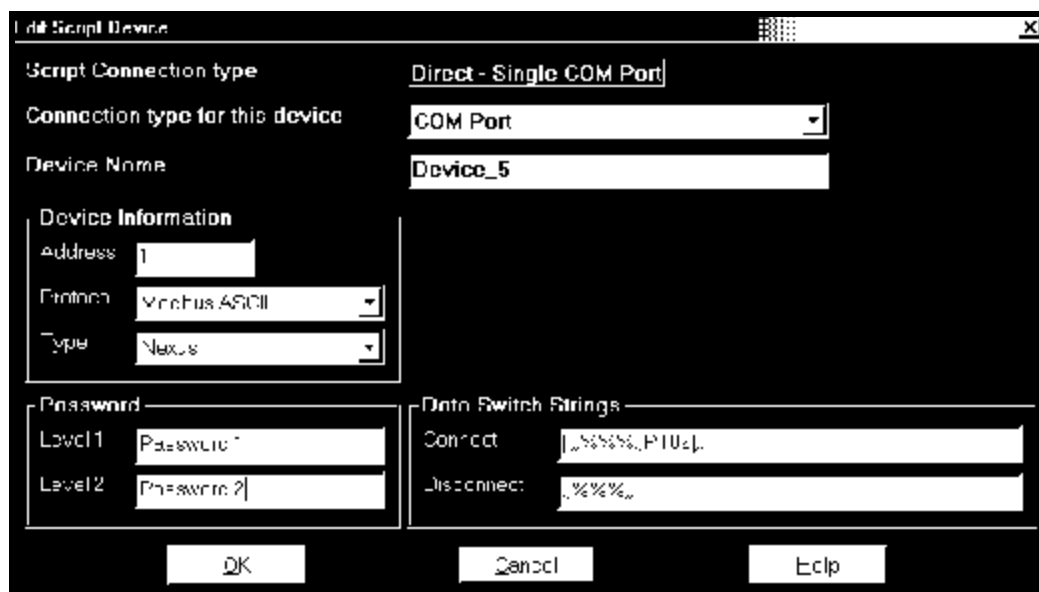 Edit Script Device
Script Connection type Direct - Single COM Port
Connection type for this device COM Port
Device Name Device_5
Device Information
Address 1
Protocol Modbus ASCII
Type Nexus
Password
Level 1 Password 1
Level 2 Password 2
Data Switch Strings
Connect
Disconnect
OK Cancel Help